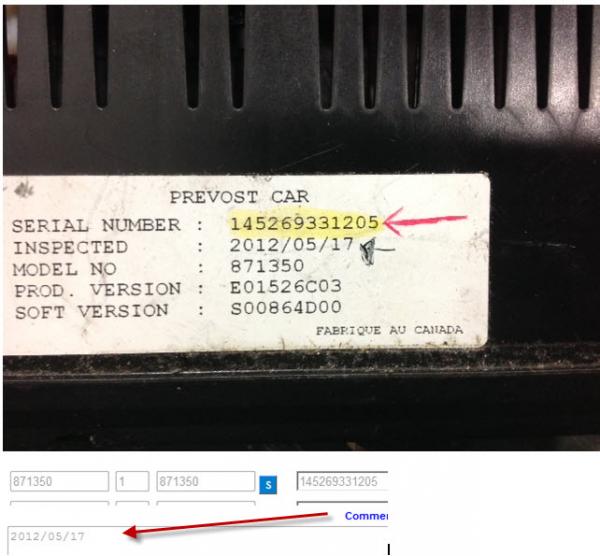 PREVOST CAR
SERIAL NUMBER : 145269331205
INSPECTED : 2012/05/17
MODEL NO : 871350
PROD. VERSION : E01526C03
SOFT VERSION : S00864D00
FABRIQUE AU CANADA
871350 1 871350 S 145269331205
Commen
2012/05/17